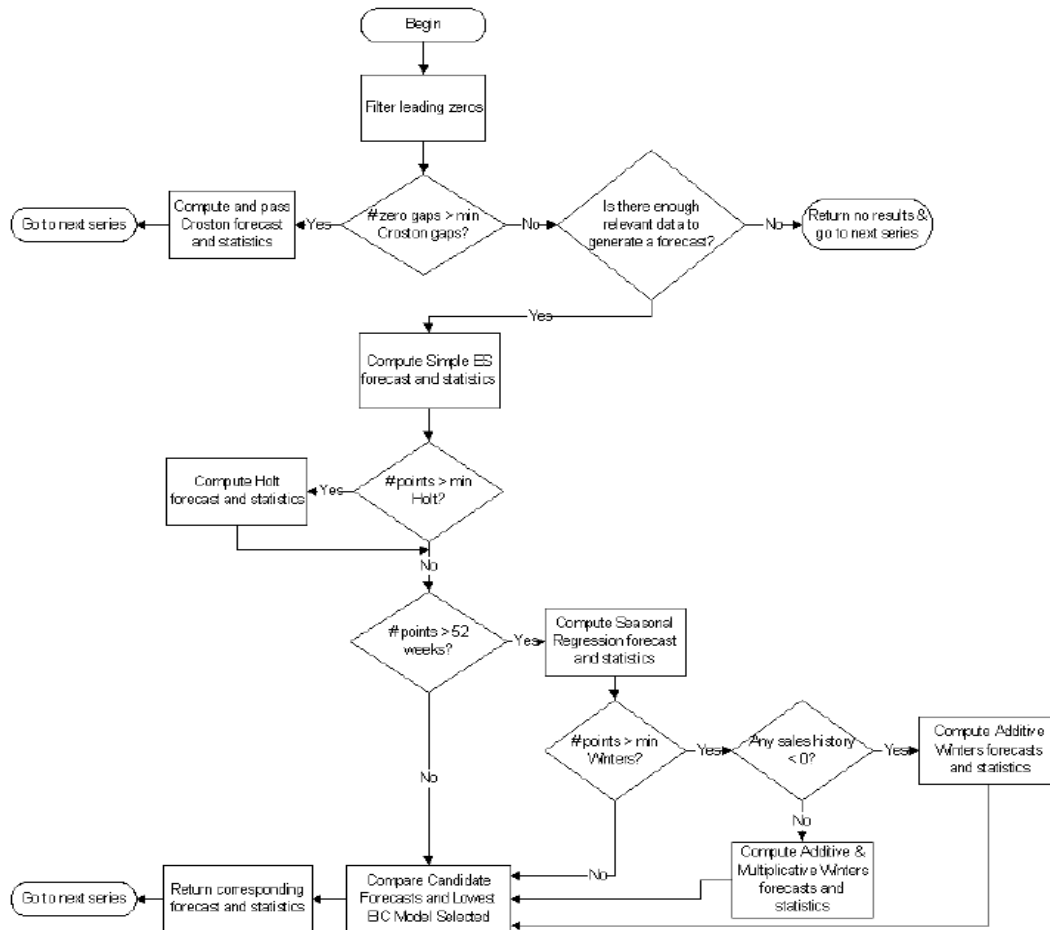 Begin
Filter leading zeros
Go to next series
Compute and pass
Croston forecast
and statistics
Yes
# zero gaps > min
Croston gaps?
No
Is there enough
relevant data to
generate a forecast?
No
Return no results &
go to next series
Yes
Compute Simple ES
forecast and statistics
Compute Holt
forecast and statistics
Yes
# points > min
Holt?
No
# points > 52
weeks?
Yes
Compute Seasonal
Regression forecast
and statistics
No
# points > min
Winters?
Yes
Any sales history
< 0?
Yes
Compute Additive
Winters forecasts
and statistics
No
No
Compute Additive &
Multiplicative Winters
forecasts and
statistics
Go to next series
Return corresponding
forecast and statistics
Compare Candidate
Forecasts and Lowest
BIC Model Selected